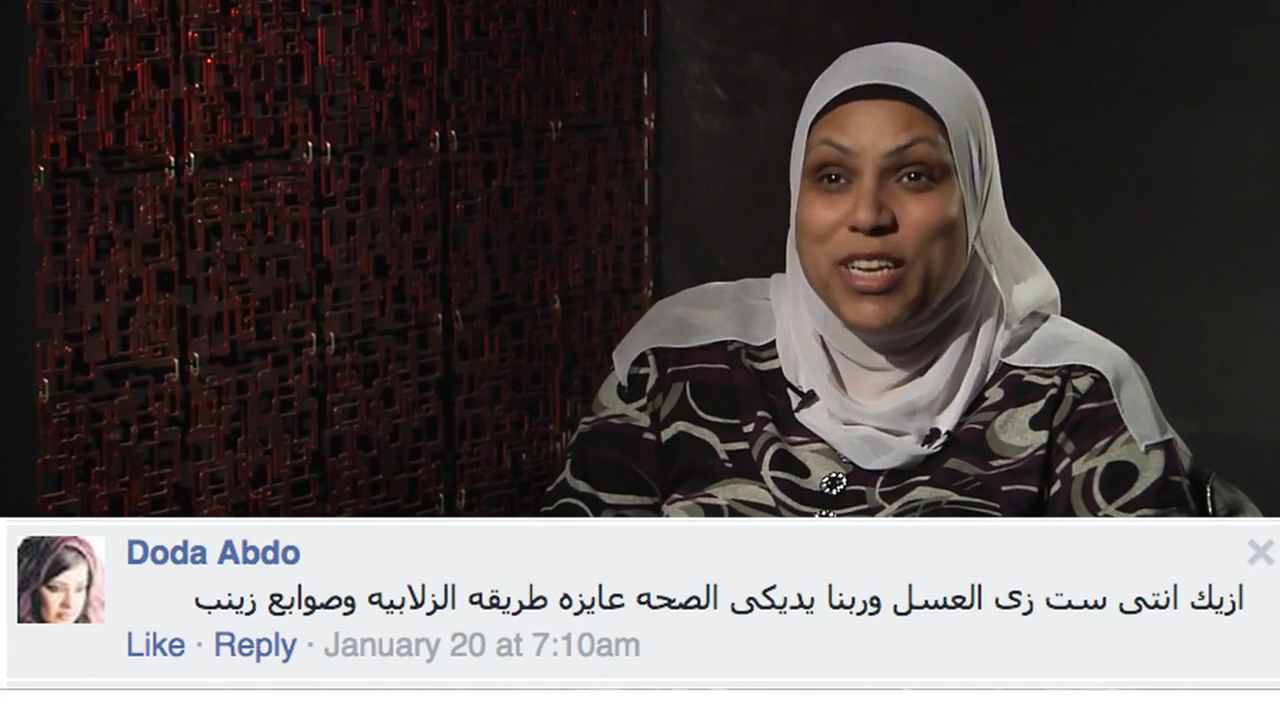 Doda Abdo
ازيك انتى ست زى العسل وربنا يديكى الصحه عايزه طريقه الزلابيه وصوابع زينب
Like · Reply · January 20 at 7:10am